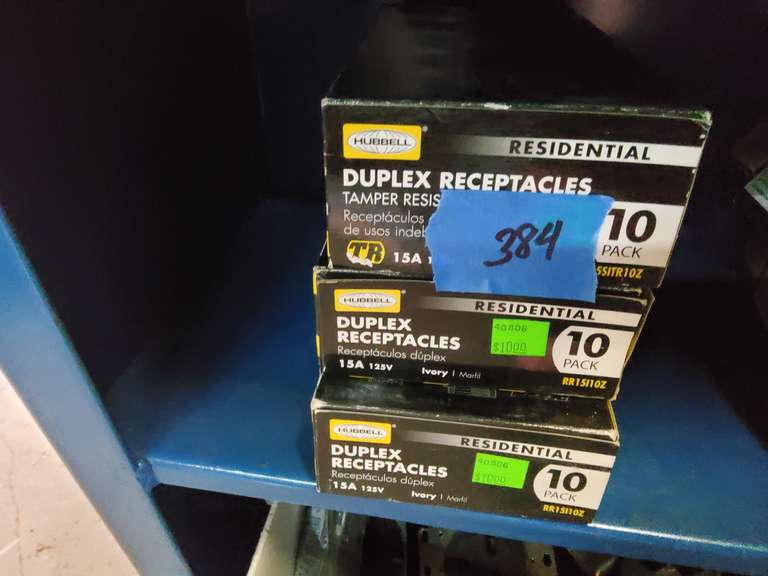 HUBBELL
RESIDENTIAL
DUPLEX RECEPTACLES
TAMPER RESIS
Receptáculos
de usos indeb
384
10
PACK
TR
15A
5SITR10Z
HUBBELL
RESIDENTIAL
DUPLEX
RECEPTACLES
Receptáculos dúplex
15A 125V
Ivory | Marfil
40806
$10.00
10
PACK
RR15I10Z
HUBBELL
RESIDENTIAL
DUPLEX
RECEPTACLES
Receptáculos dúplex
15A 125V
Ivory | Marfil
40806
$10.00
10
PACK
RR15I10Z